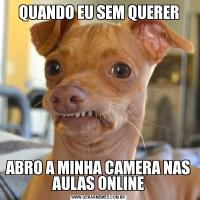 QUANDO EU SEM QUERER
ABRO A MINHA CAMERA NAS
AULAS ONLINE
WWW.GERARMEMES.COM.BR